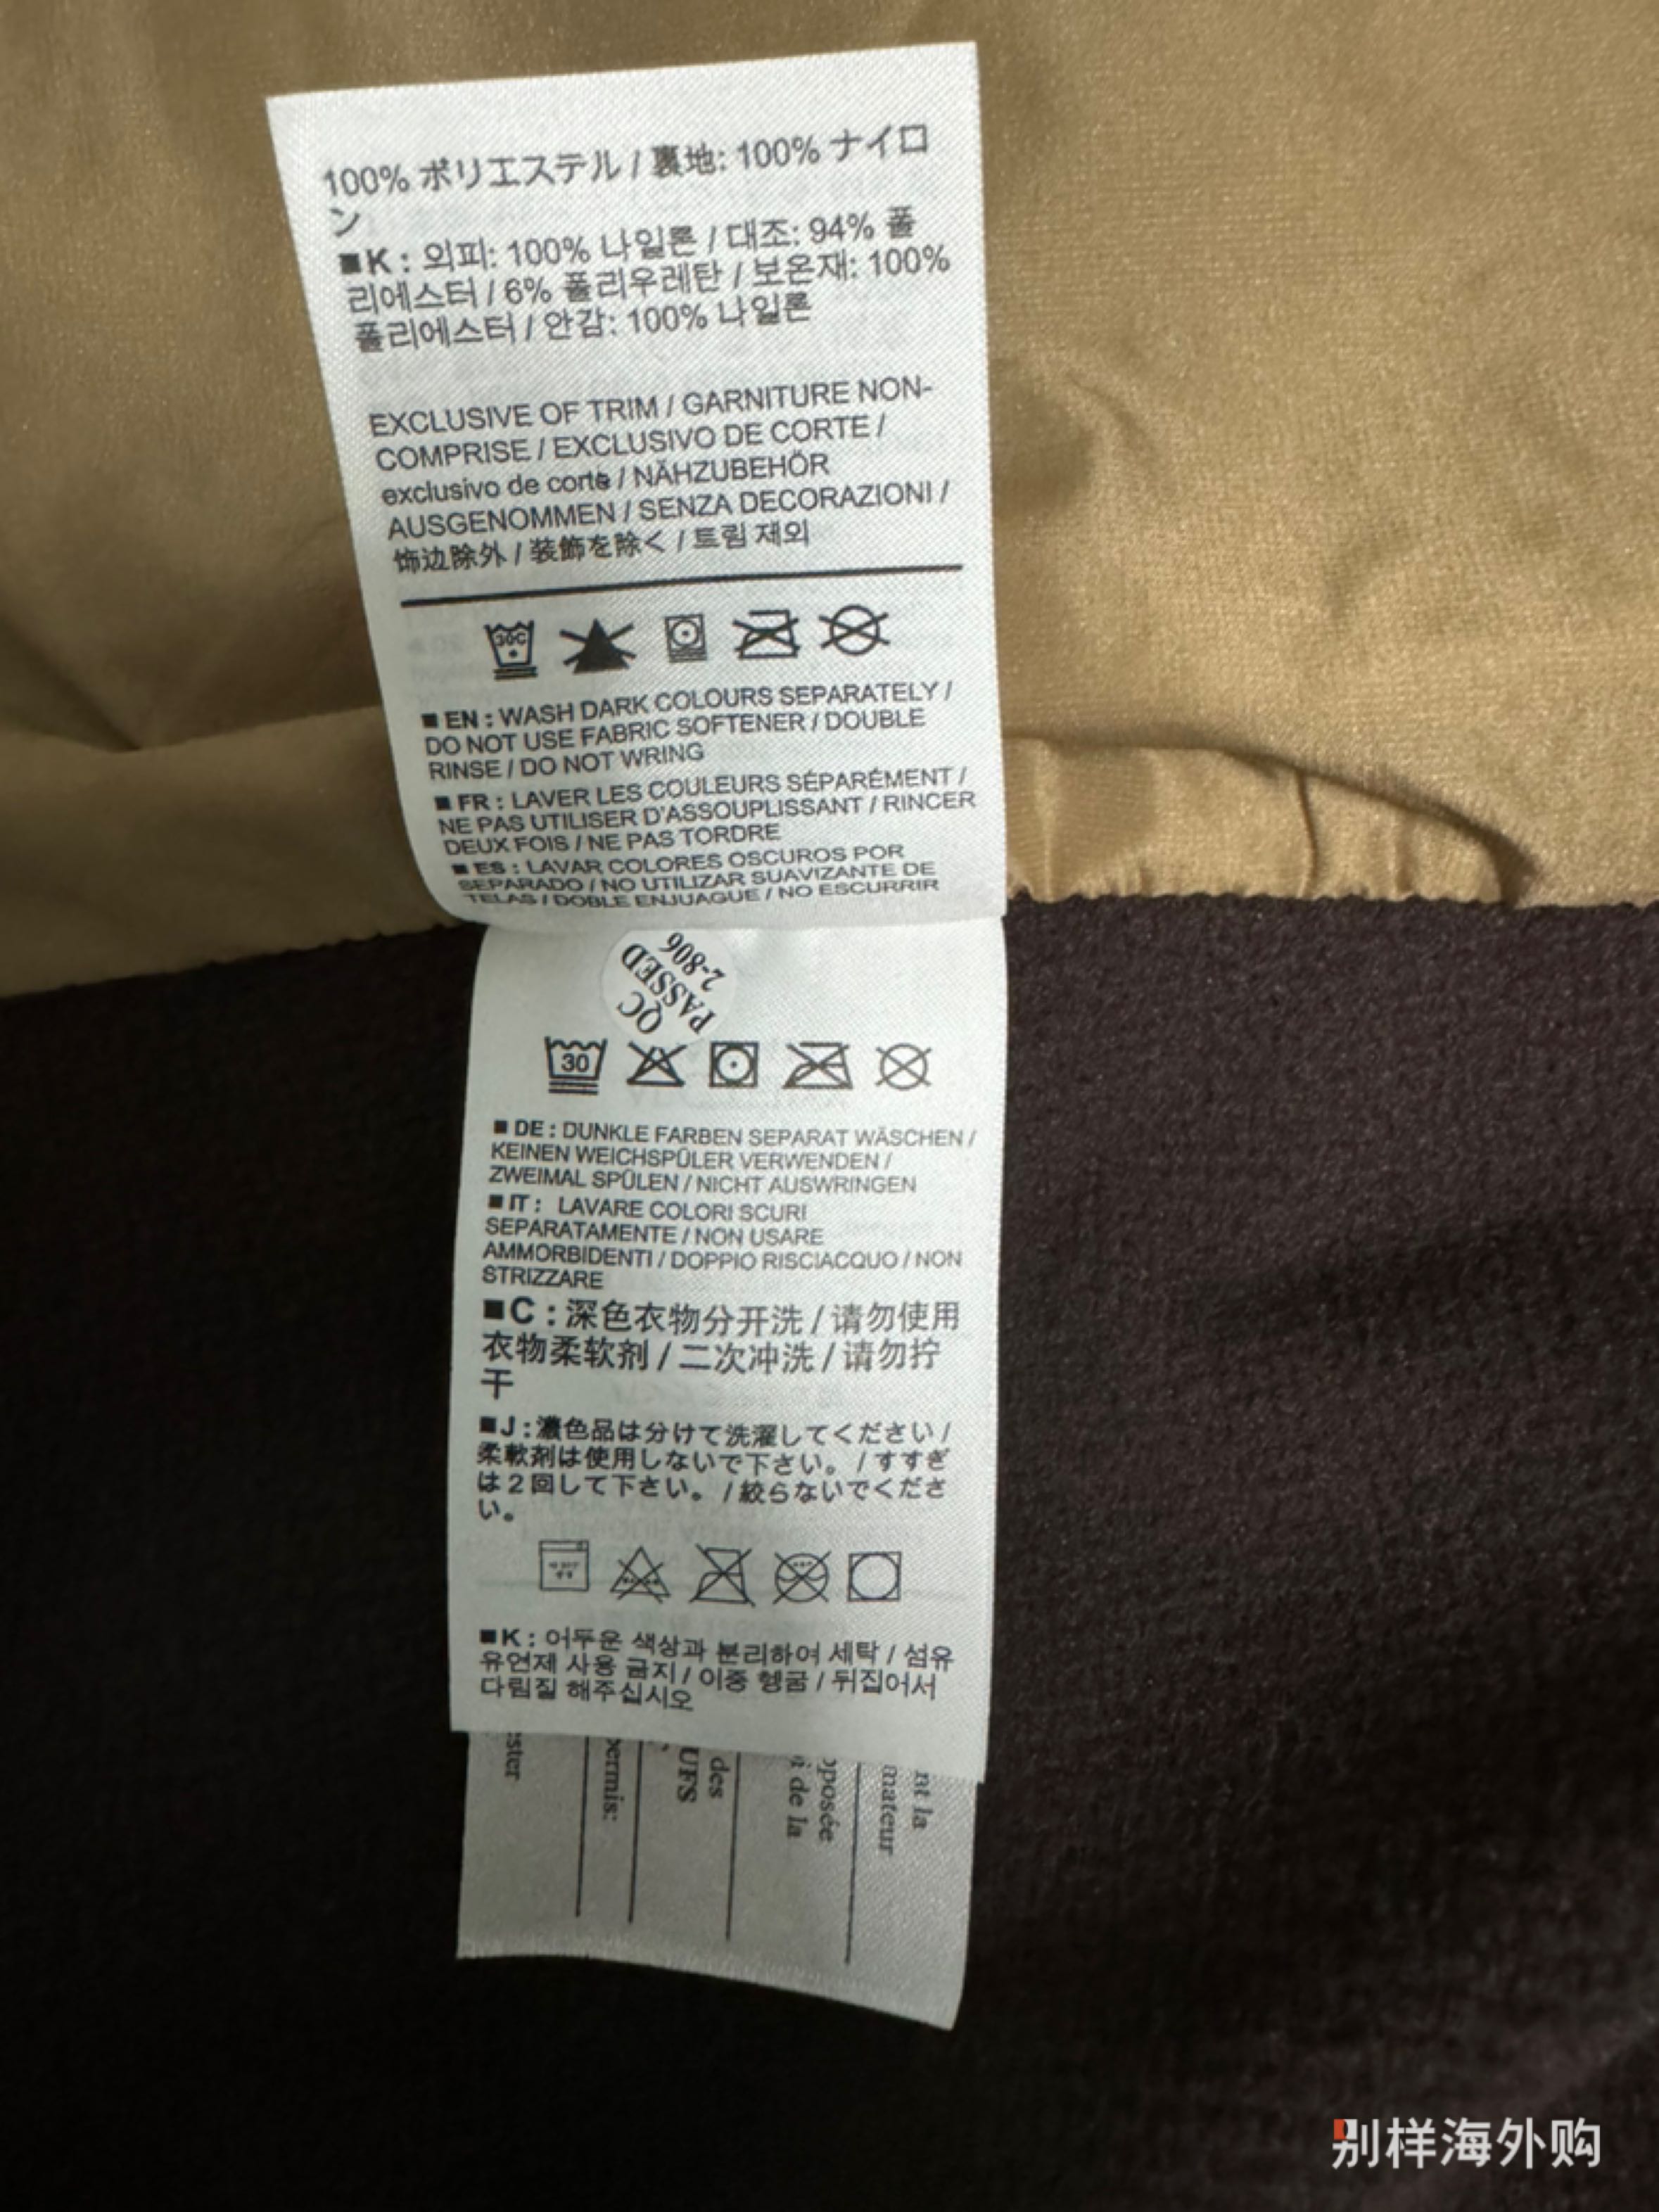 100% ポリエステル / 裏地: 100% ナイロ
ン
■K : 외피: 100% 나일론 / 대조: 94% 폴
리에스터 / 6% 폴리우레탄 / 보온재: 100%
폴리에스터 / 안감: 100% 나일론
EXCLUSIVE OF TRIM / GARNITURE NON-
COMPRISE / EXCLUSIVO DE CORTE /
exclusivo de corte / NÄHZUBEHÖR
AUSGENOMMEN / SENZA DECORAZIONI /
饰边除外 / 装飾を除く / 트림 제외
30C
■ EN : WASH DARK COLOURS SEPARATELY /
DO NOT USE FABRIC SOFTENER / DOUBLE
RINSE / DO NOT WRING
■ FR : LAVER LES COULEURS SÉPARÉMENT /
NE PAS UTILISER D'ASSOUPLISSANT / RINCER
DEUX FOIS / NE PAS TORDRE
■ ES : LAVAR COLORES OSCUROS POR
SEPARADO / NO UTILIZAR SUAVIZANTE DE
TELAS / DOBLE ENJUAGUE / NO ESCURRIR
QC
PASSED
2-806
30
■ DE : DUNKLE FARBEN SEPARAT WÄSCHEN /
KEINEN WEICHSPÜLER VERWENDEN /
ZWEIMAL SPÜLEN / NICHT AUSWRINGEN
■ IT : LAVARE COLORI SCURI
SEPARATAMENTE / NON USARE
AMMORBIDENTI / DOPPIO RISCIACQUO / NON
STRIZZARE
■C : 深色衣物分开洗 / 请勿使用
衣物柔软剂 / 二次冲洗 / 请勿拧
干
■J : 濃色品は分けて洗濯してください /
柔軟剤は使用しないで下さい。 / すすぎ
は２回して下さい。 / 絞らないでくださ
い。
■K : 어두운 색상과 분리하여 세탁 / 섬유
유연제 사용 금지 / 이중 헹굼 / 뒤집어서
다림질 해주십시오
nt la
mateur
pposée
i de la
des
UFS
ermis:
ster
别样海外购